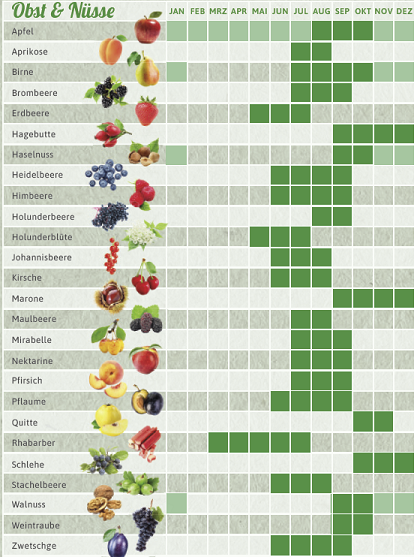 Obst & Nüsse JAN FEB MRZ APR MAI JUN JUL AUG SEP OKT NOV DEZ
Apfel
Aprikose
Birne
Brombeere
Erdbeere
Hagebutte
Haselnuss
Heidelbeere
Himbeere
Holunderbeere
Holunderblüte
Johannisbeere
Kirsche
Marone
Maulbeere
Mirabelle
Nektarine
Pfirsich
Pflaume
Quitte
Rhabarber
Schlehe
Stachelbeere
Walnuss
Weintraube
Zwetschge